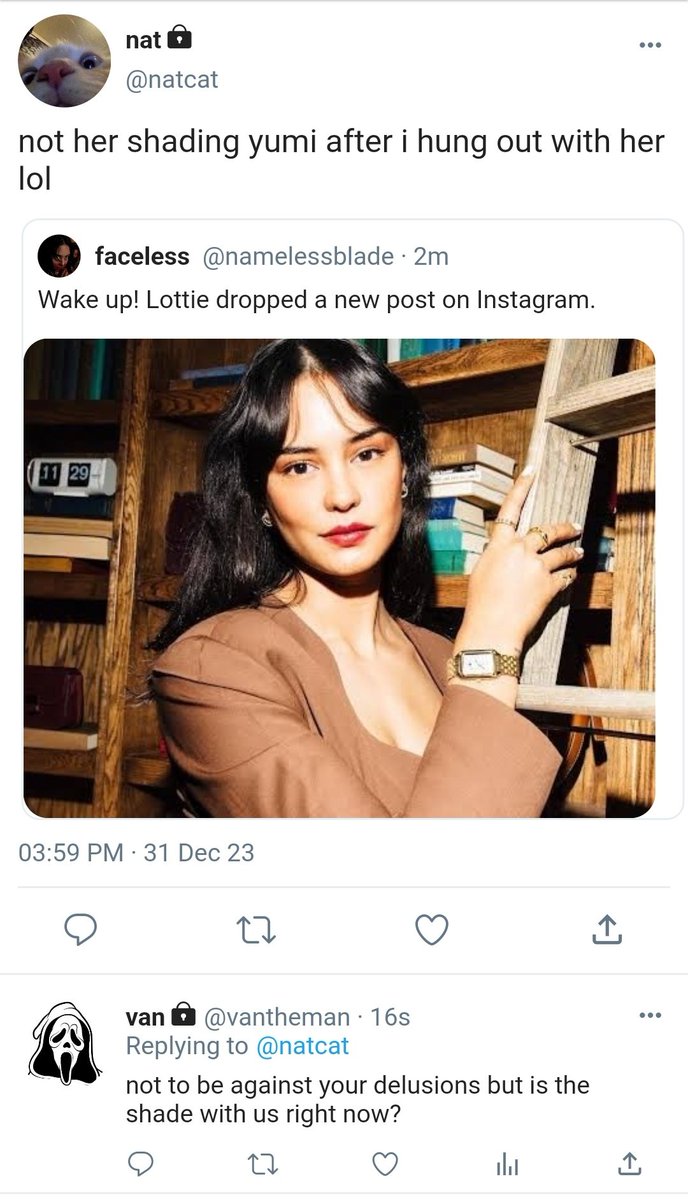 nat
@natcat
not her shading yumi after i hung out with her
lol
faceless @namelessblade · 2m
Wake up! Lottie dropped a new post on Instagram.
11 29
03:59 PM · 31 Dec 23
van @vantheman · 16s
Replying to @natcat
not to be against your delusions but is the
shade with us right now?